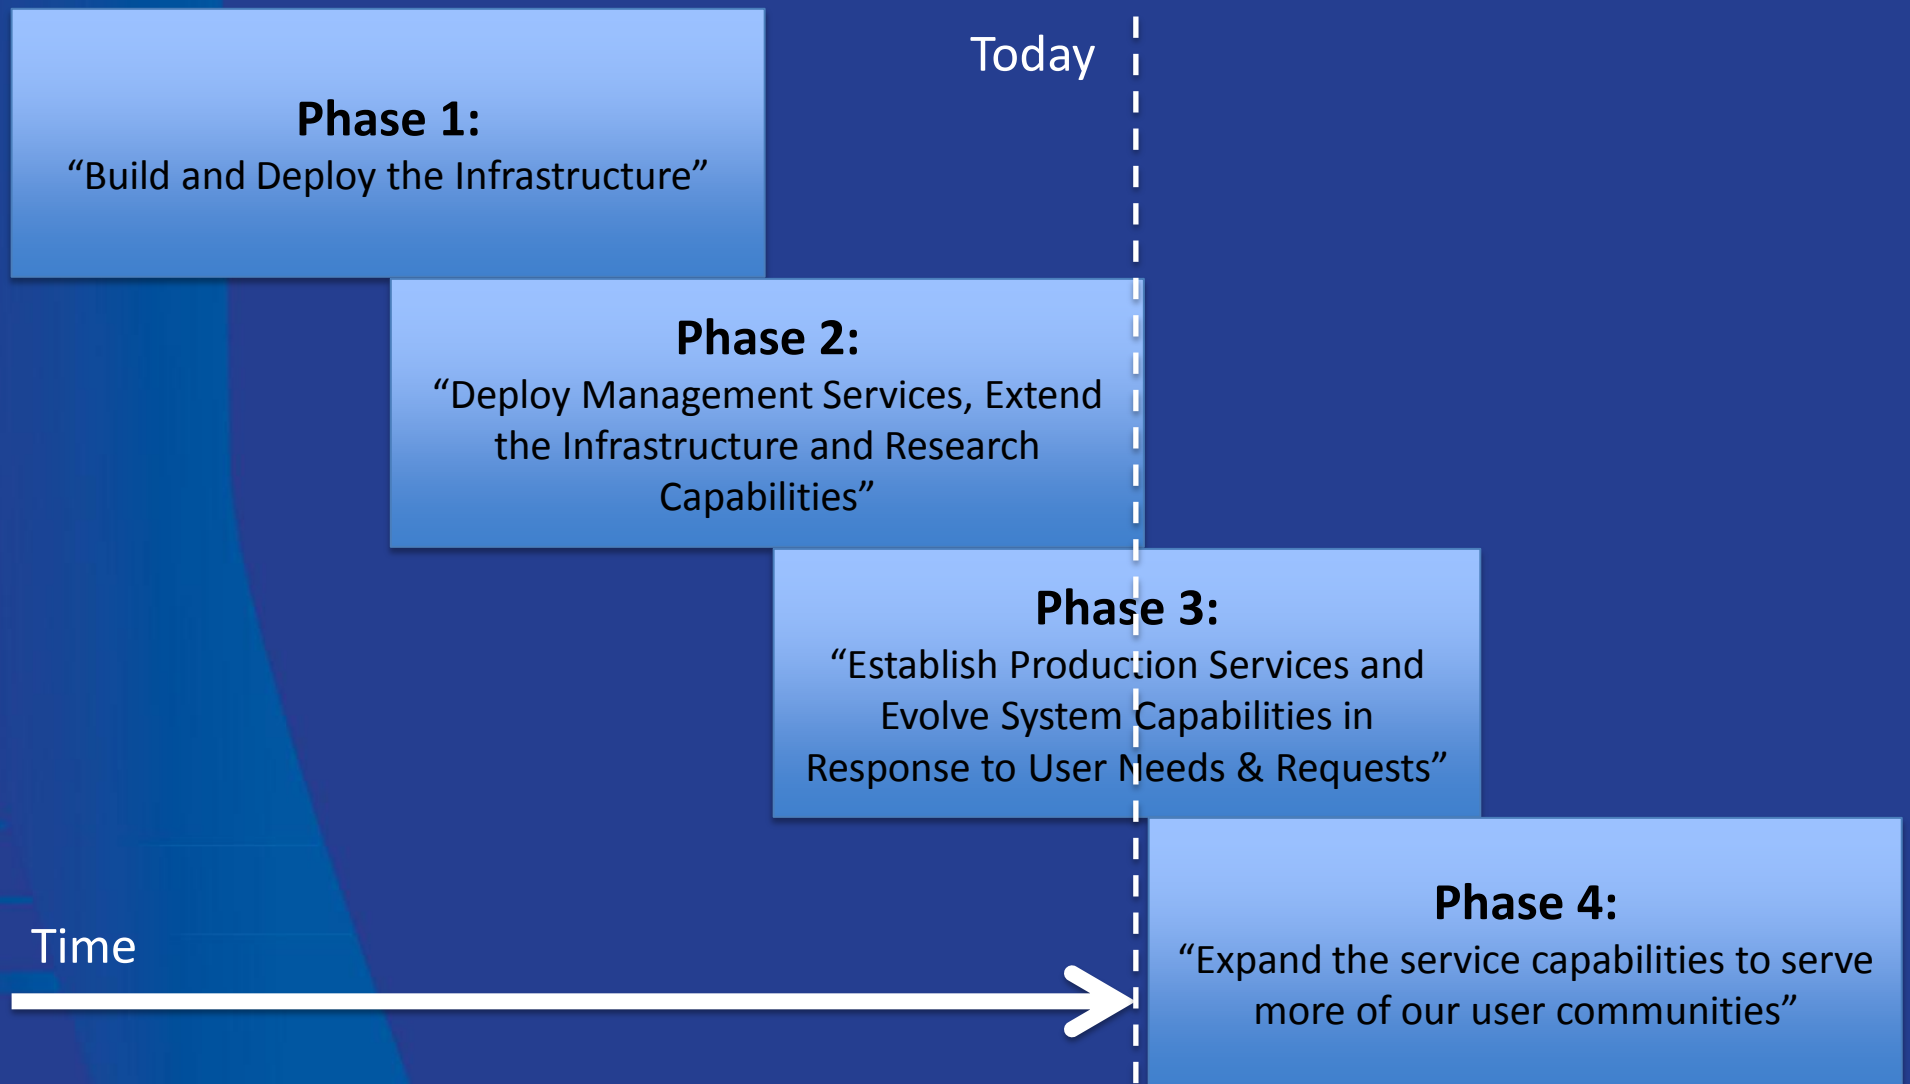 Today
Phase 1:
“Build and Deploy the Infrastructure”
Phase 2:
“Deploy Management Services, Extend
the Infrastructure and Research
Capabilities”
Phase 3:
“Establish Production Services and
Evolve System Capabilities in
Response to User Needs & Requests”
Phase 4:
“Expand the service capabilities to serve
more of our user communities”
Time